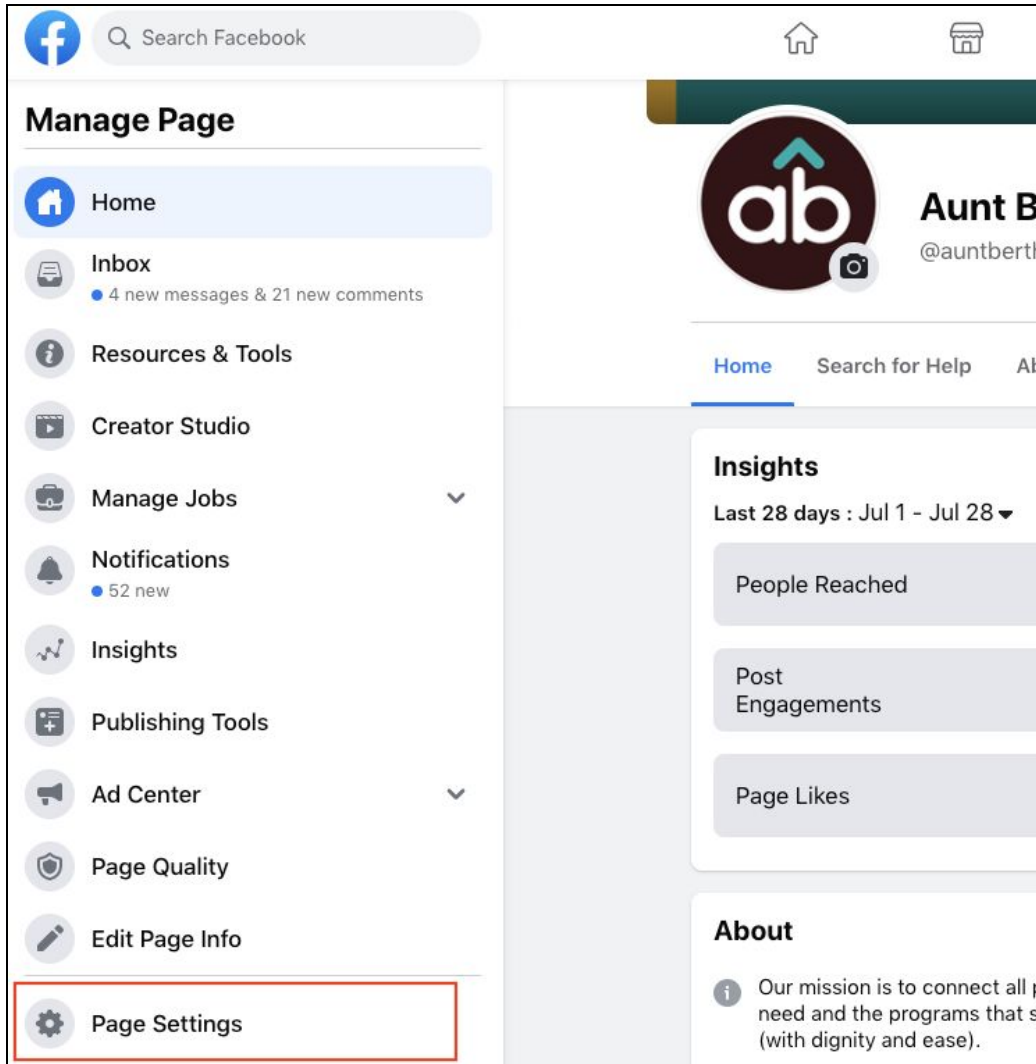 Search Facebook
Manage Page
Home
Inbox
4 new messages & 21 new comments
Resources & Tools
Creator Studio
Manage Jobs
Notifications
52 new
Insights
Publishing Tools
Ad Center
Page Quality
Edit Page Info
Page Settings
ab
Aunt
Home Search for Help
Insights
Last 28 days : Jul 1 - Jul 28
People Reached
Post
Engagements
Page Likes
About
Our mission is to connect all
need and the programs that
(with dignity and ease).